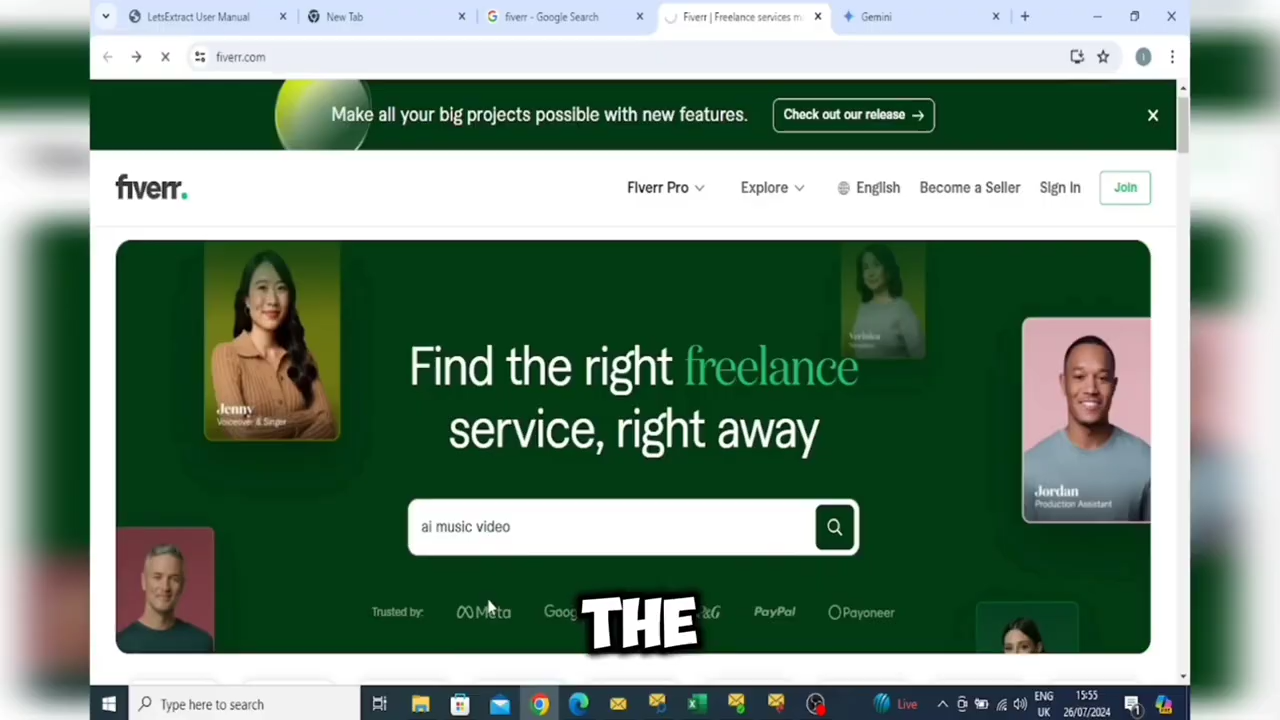 LetsExtract User Manual
New Tab
fiverr - Google Search
Fiverr | Freelance services m
Gemini
fiverr.com
Make all your big projects possible with new features.
Check out our release →
fiverr.
Fiverr Pro
Explore
English
Become a Seller
Sign in
Join
Jenny
Voiceover & Singer
Find the right freelance
service, right away
Jordan
Production Assistant
ai music video
Trusted by:
Meta
Goog
P&G
PayPal
Payoneer
THE
Type here to search
Live
ENG
UK
15:55
26/07/2024